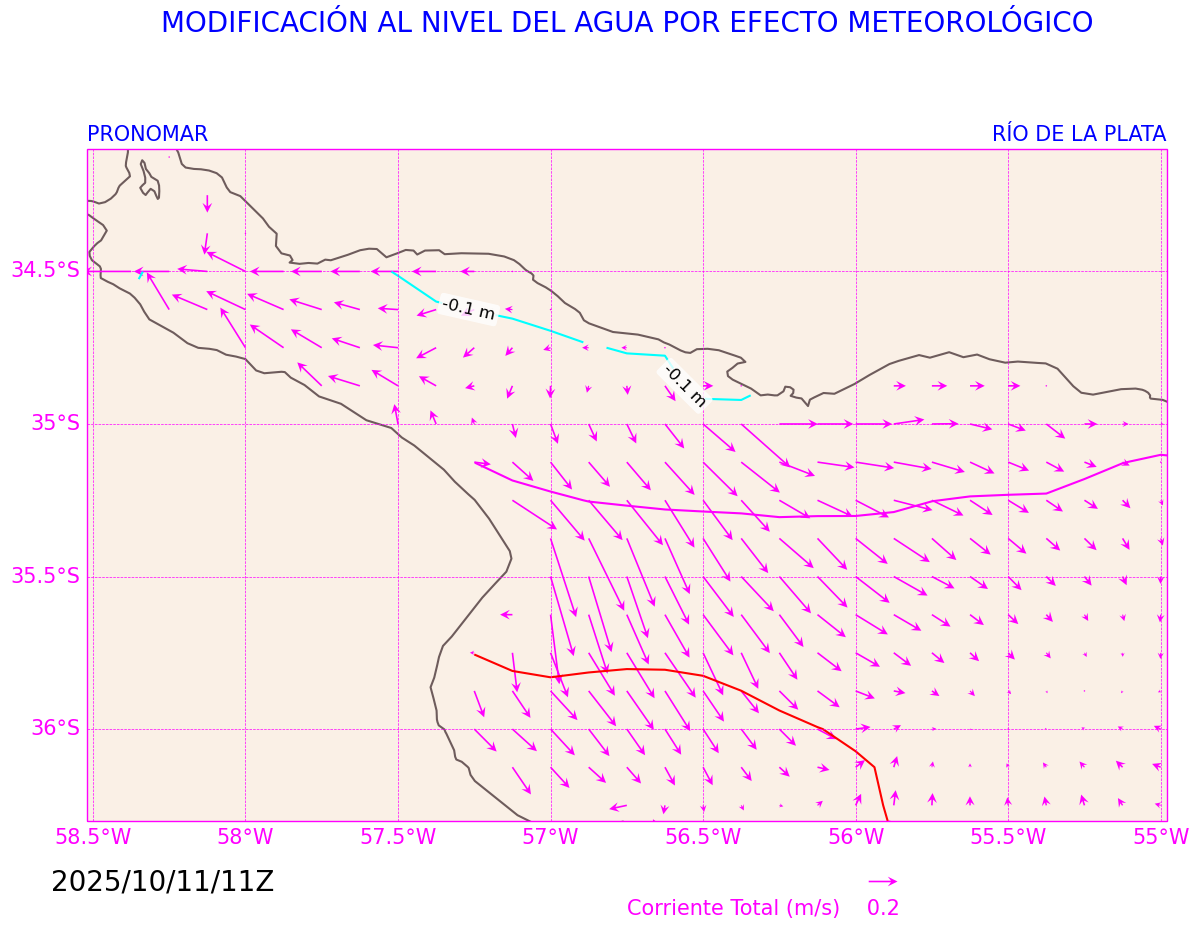 MODIFICACIÓN AL NIVEL DEL AGUA POR EFECTO METEOROLÓGICO
PRONOMAR
RÍO DE LA PLATA
34.5°S
-0.1 m
-0.1 m
35°S
35.5°S
36°S
58.5°W 58°W 57.5°W 57°W 56.5°W 56°W 55.5°W 55°W
2025/10/11/11Z
Corriente Total (m/s) 0.2